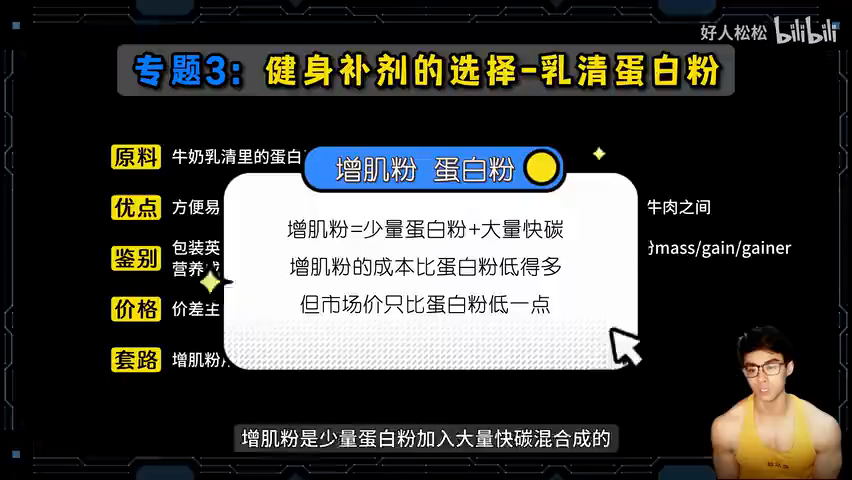 好人松松 bilibili
专题3：健身补剂的选择-乳清蛋白粉
原料 牛奶乳清里的蛋白
增肌粉 蛋白粉
优点 方便易
牛肉之间
增肌粉=少量蛋白粉+大量快碳
鉴别 包装英
mass/gain/gainer
营养
增肌粉的成本比蛋白粉低得多
价格 价差主
但市场价只比蛋白粉低一点
套路 增肌粉
增肌粉是少量蛋白粉加入大量快碳混合成的